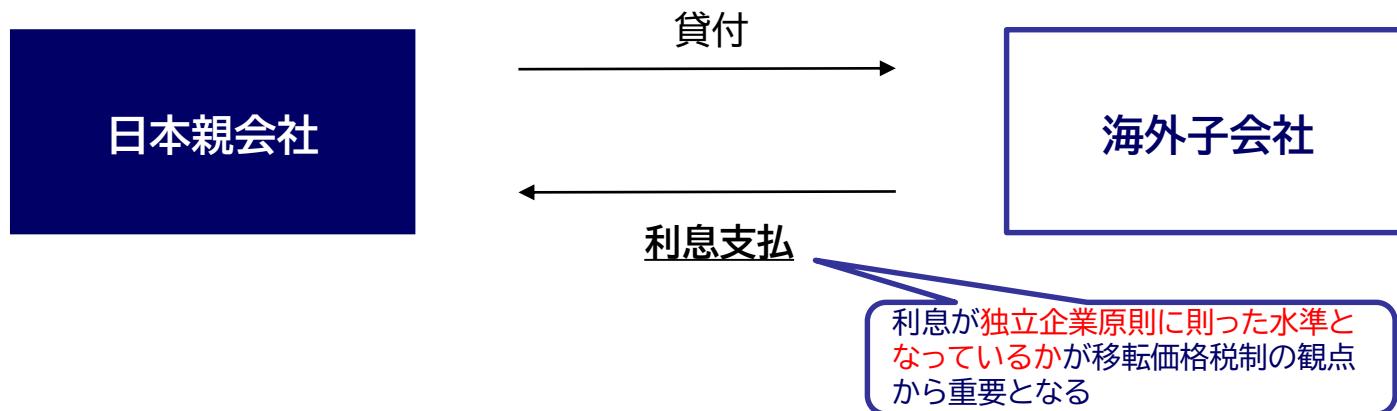 貸付
日本親会社
海外子会社
利息支払
利息が独立企業原則に則った水準と
なっているかが移転価格税制の観点
から重要となる